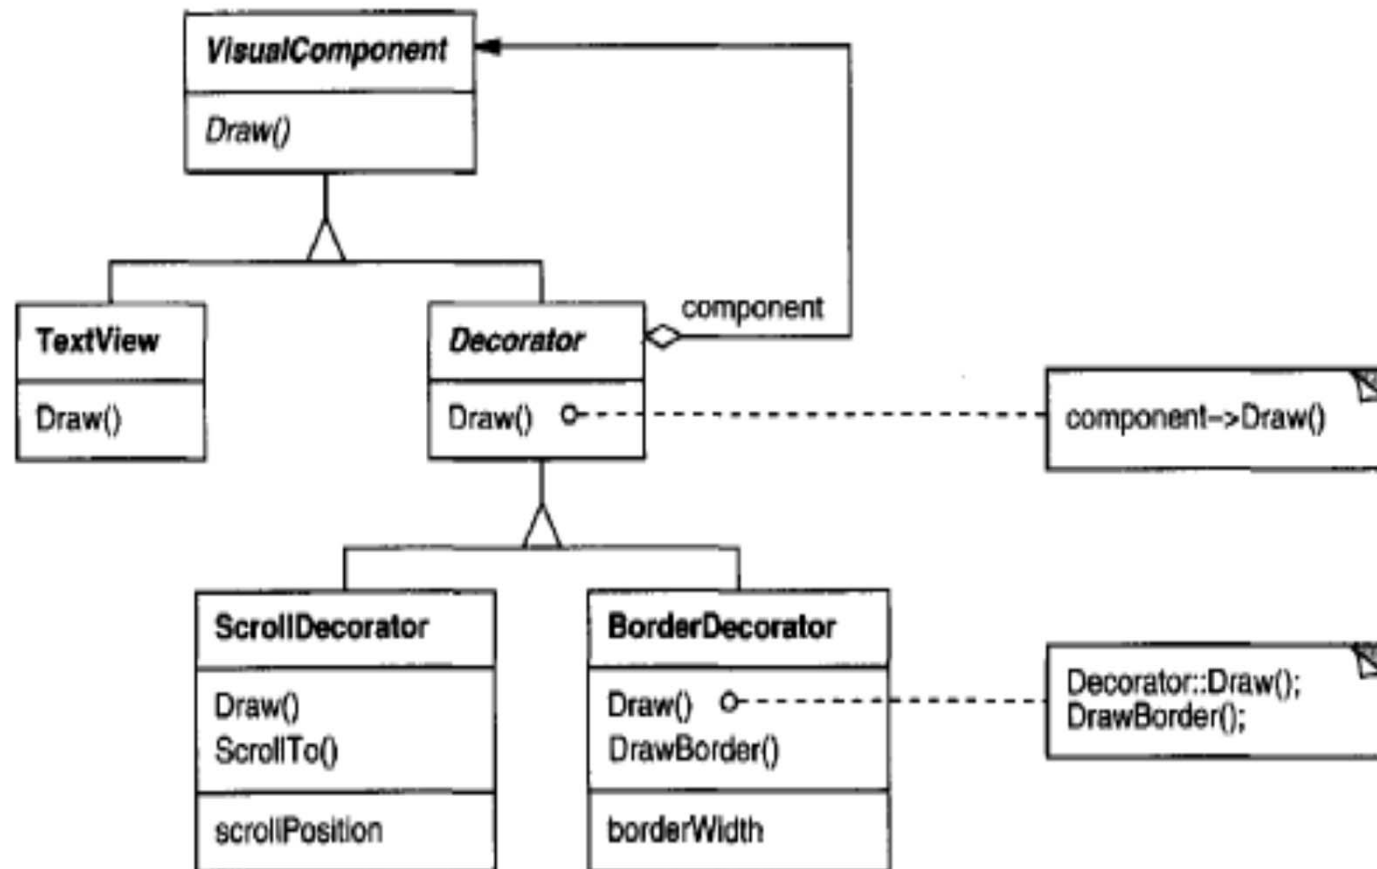 VisualComponent
Draw()
component
TextView
Draw()
Decorator
Draw()
component->Draw()
ScrollDecorator
Draw()
ScrollTo()
scrollPosition
BorderDecorator
Draw()
DrawBorder()
borderWidth
Decorator::Draw();
DrawBorder();